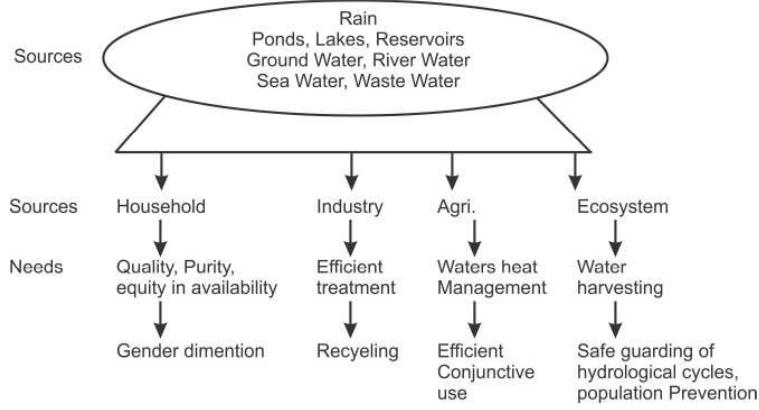 Rain
Ponds, Lakes, Reservoirs
Sources
Ground Water, River Water
Sea Water, Waste Water
Sources Household Industry Agri. Ecosystem
Needs Quality, Purity, Efficient Waters heat Water
equity in availability treatment Management harvesting
Gender dimention Recyeling Efficient Safe guarding of
Conjunctive hydrological cycles,
use population Prevention